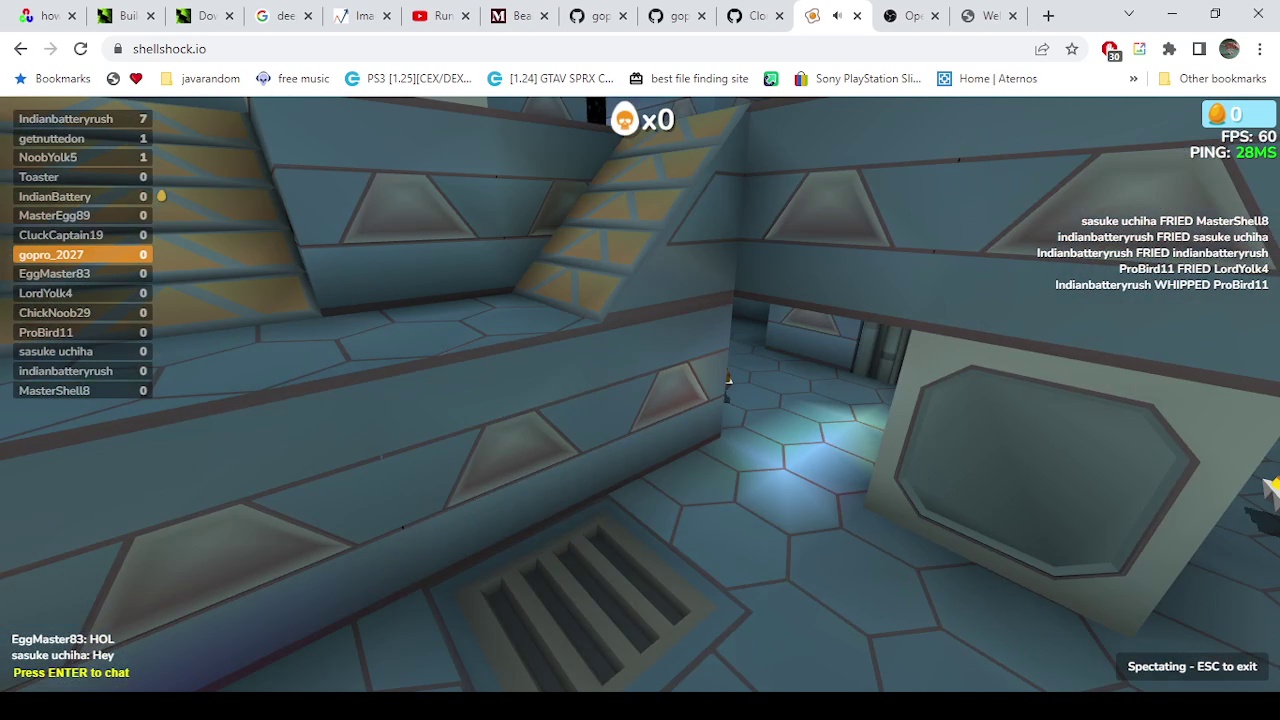 how
Buil
Dov
dee
Ima
Run
Bea
gop
gop
Clo
Ope
Wel
shellshock.io
30
Bookmarks
javarandom
free music
PS3 [1.25][CEX/DEX...
[1.24] GTAV SPRX C...
best file finding site
Sony PlayStation Sli...
Home | Aternos
»
Other bookmarks
x0
0
FPS: 60
PING: 28MS
Indianbatteryrush 7
getnuttedon 1
NoobYolk5 1
Toaster 0
IndianBattery 0
MasterEgg89 0
CluckCaptain19 0
gopro_2027 0
EggMaster83 0
LordYolk4 0
ChickNoob29 0
ProBird11 0
sasuke uchiha 0
indianbatteryrush 0
MasterShell8 0
sasuke uchiha FRIED MasterShell8
indianbatteryrush FRIED sasuke uchiha
Indianbatteryrush FRIED indianbatteryrush
ProBird11 FRIED LordYolk4
Indianbatteryrush WHIPPED ProBird11
EggMaster83: HOL
sasuke uchiha: Hey
Press ENTER to chat
Spectating - ESC to exit